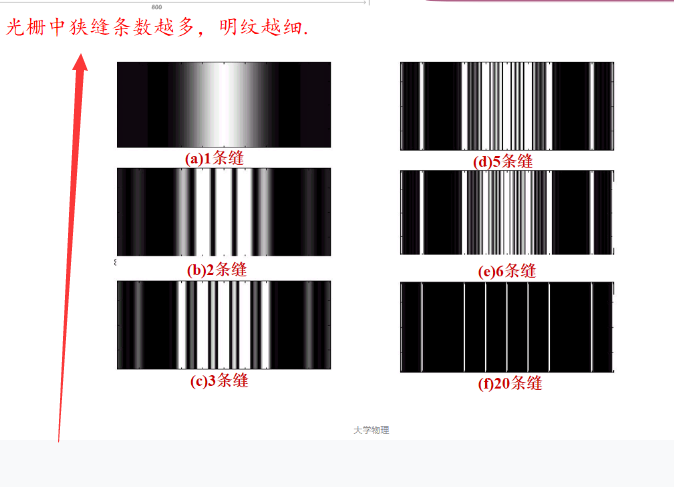 800
光栅中狭缝条数越多，明纹越细.
(a)1条缝
(d)5条缝
(b)2条缝
(e)6条缝
(c)3条缝
(f)20条缝
大学物理